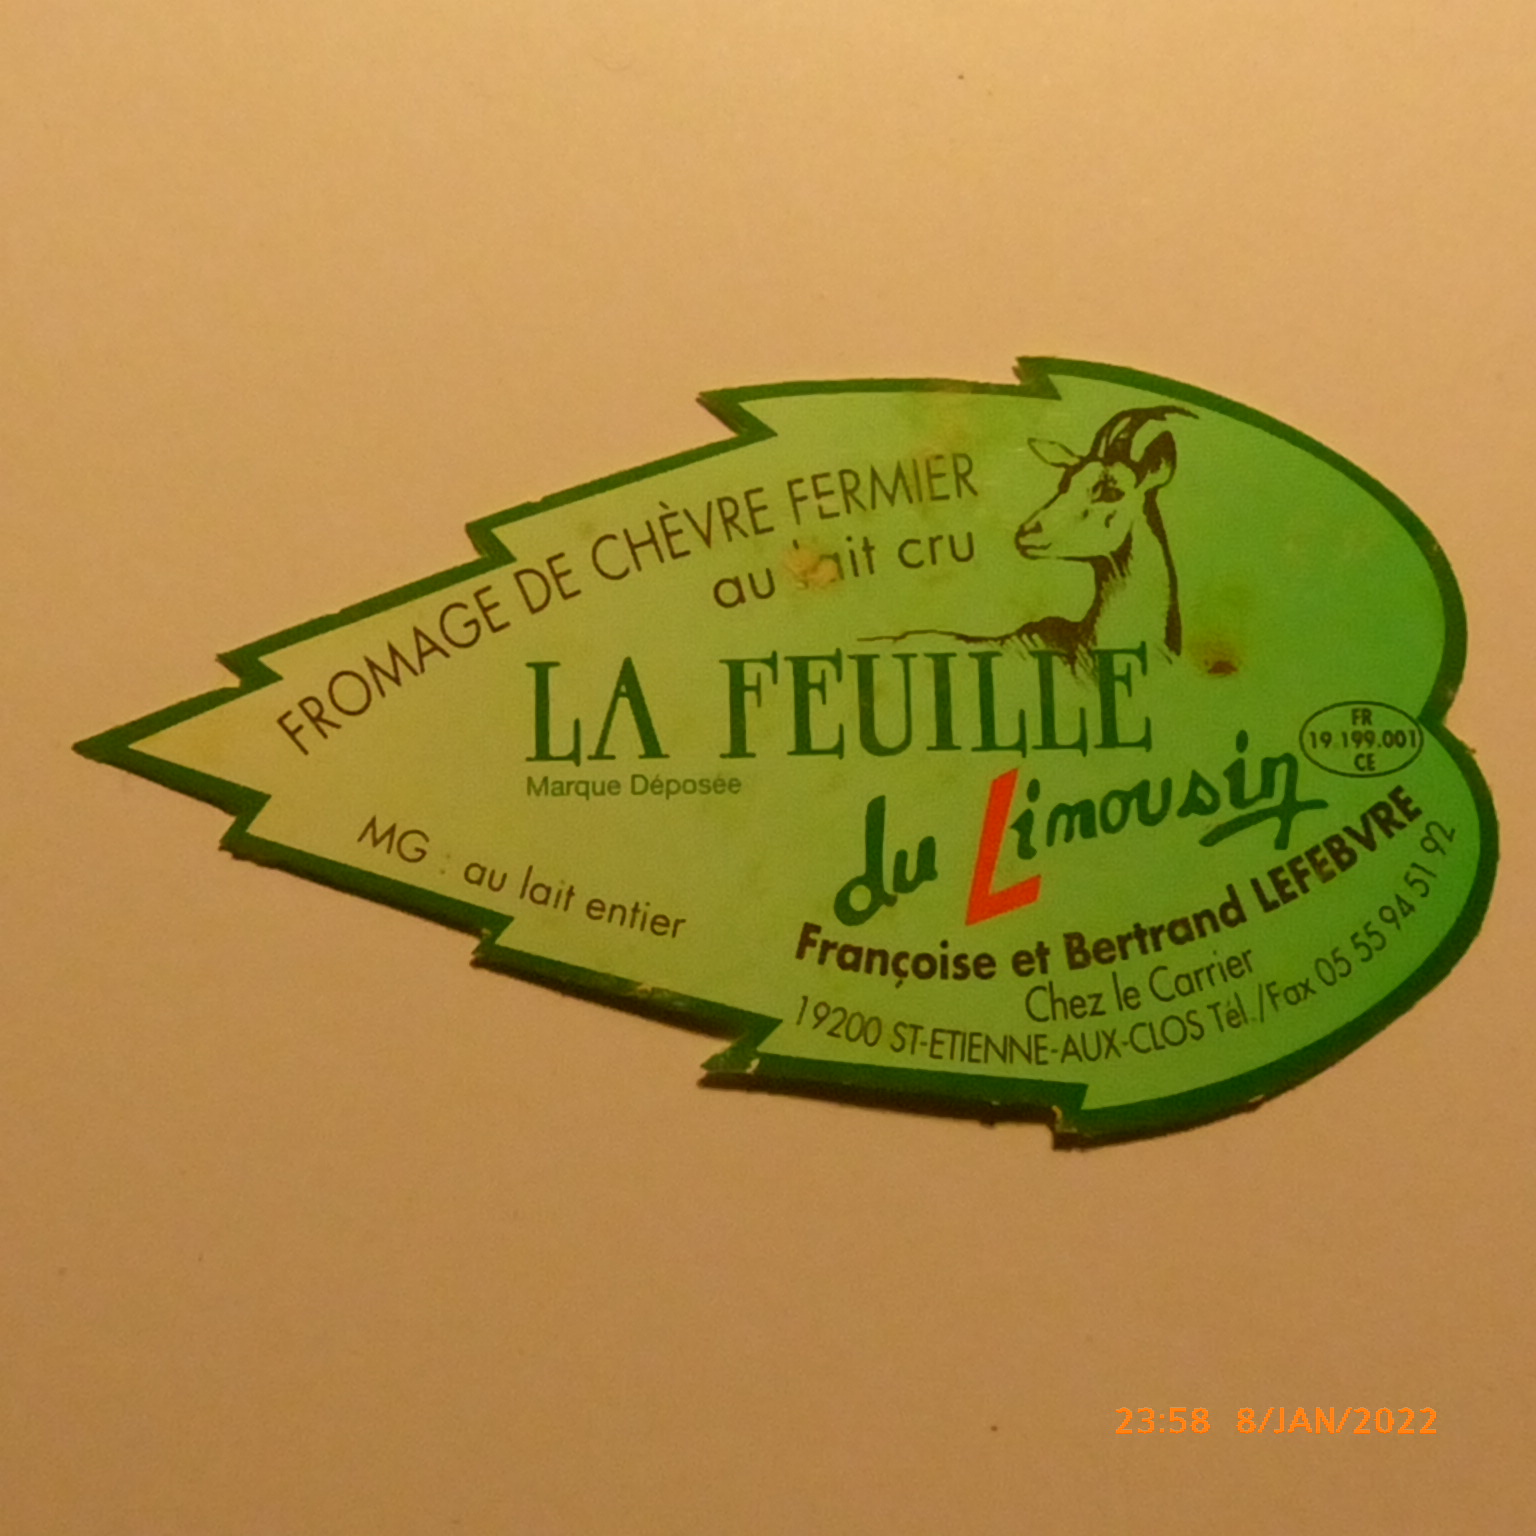 FROMAGE DE CHÈVRE FERMIER
au lait cru
LA FEUILLE
Marque Déposée
du Limousin
FR
19.199.001
CE
MG : au lait entier
Françoise et Bertrand LEFEBVRE
Chez le Carrier
19200 ST-ETIENNE-AUX-CLOS Tél./Fax 05 55 94 51 92
23:58 8/JAN/2022